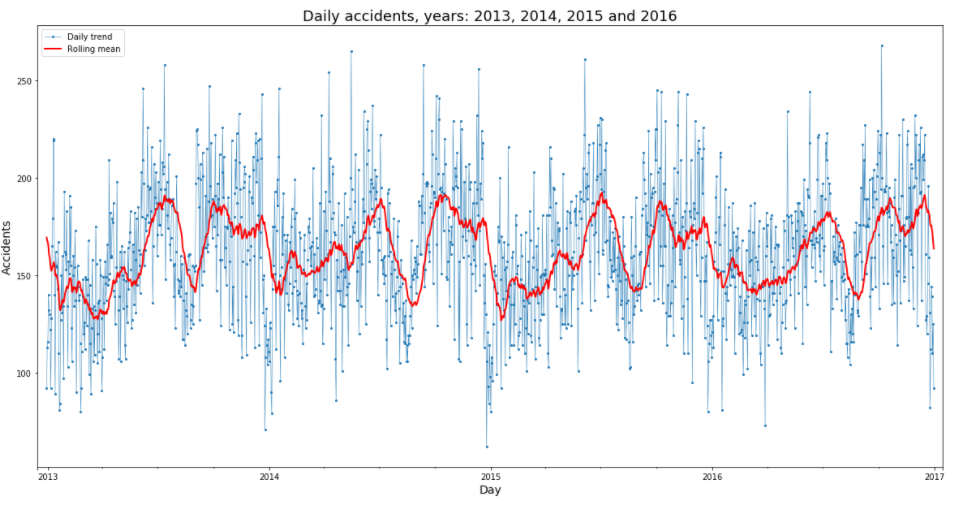 Daily accidents, years: 2013, 2014, 2015 and 2016
Daily trend
Rolling mean
Accidents
250
200
150
100
2013
2014
2015
2016
2017
Day